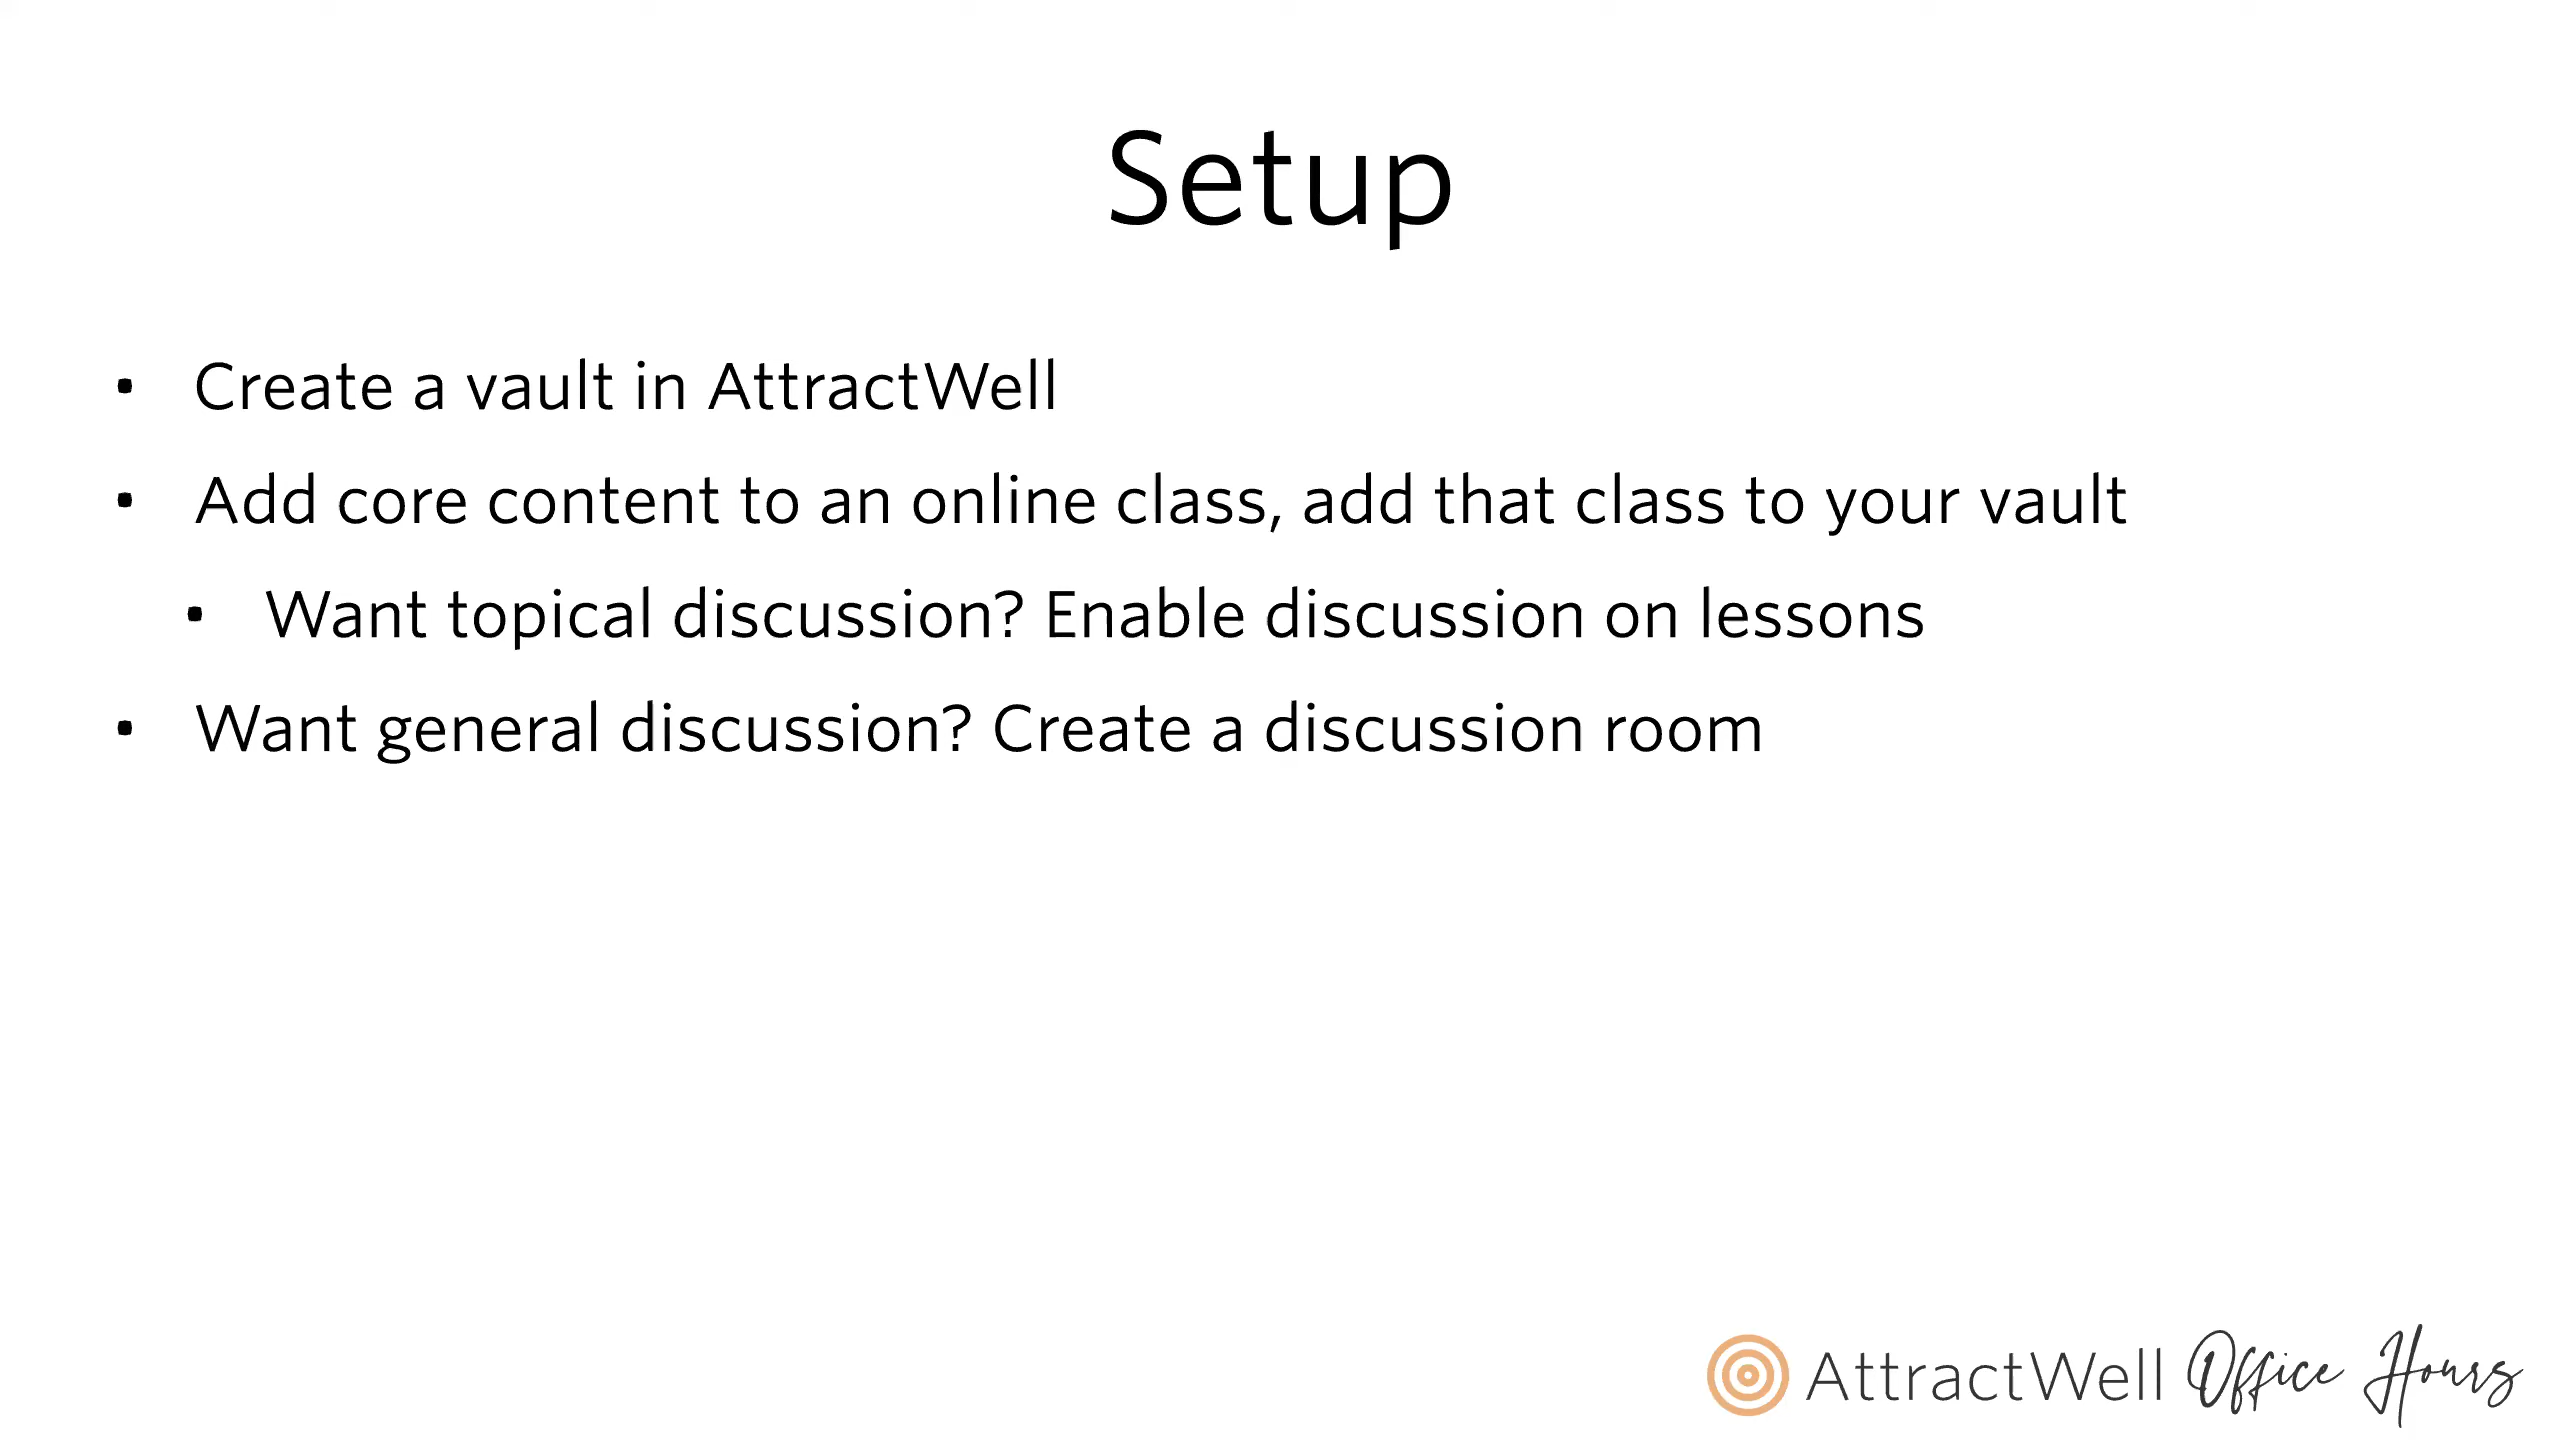 Setup
• Create a vault in AttractWell
• Add core content to an online class, add that class to your vault
• Want topical discussion? Enable discussion on lessons
• Want general discussion? Create a discussion room
AttractWell Office Hours